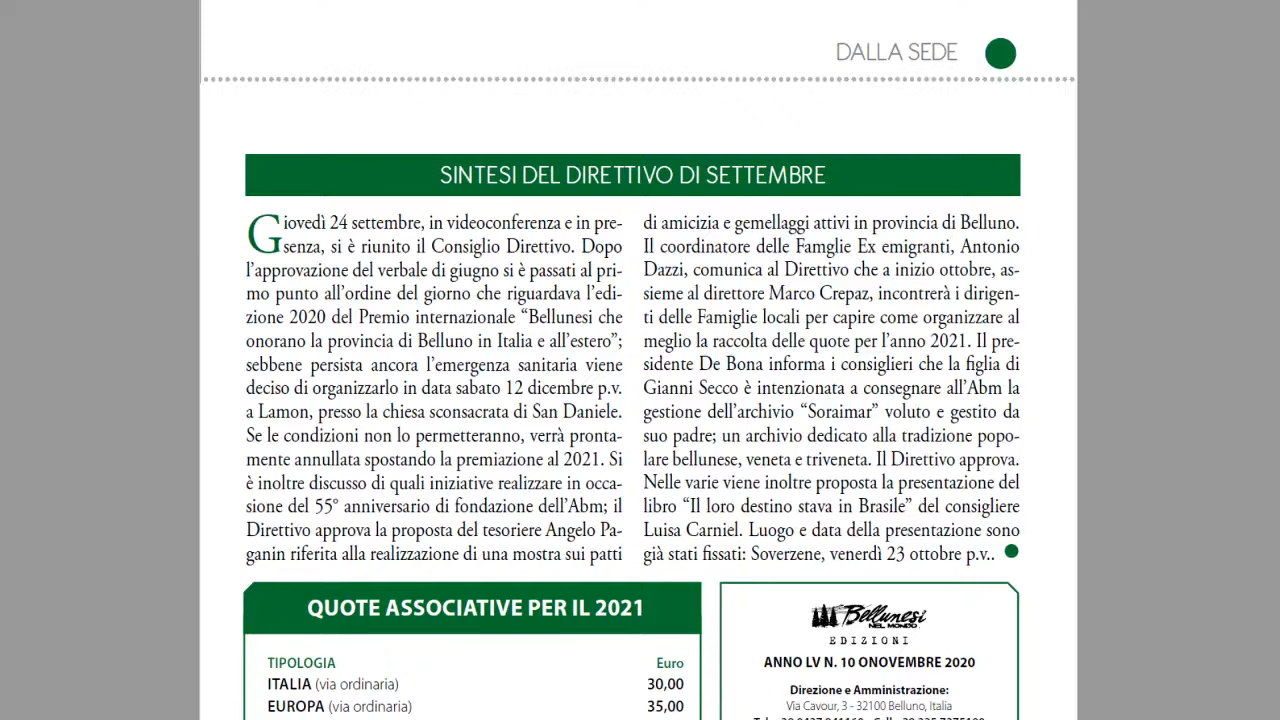 DALLA SEDE
SINTESI DEL DIRETTIVO DI SETTEMBRE
Giovedì 24 settembre, in videoconferenza e in pre-
senza, si è riunito il Consiglio Direttivo. Dopo
l'approvazione del verbale di giugno si è passati al pri-
mo punto all'ordine del giorno che riguardava l'edi-
zione 2020 del Premio internazionale "Bellunesi che
onorano la provincia di Belluno in Italia e all'estero";
sebbene persista ancora l'emergenza sanitaria viene
deciso di organizzarlo in data sabato 12 dicembre p.v.
a Lamon, presso la chiesa sconsacrata di San Daniele.
Se le condizioni non lo permetteranno, verrà pronta-
mente annullata spostando la premiazione al 2021. Si
è inoltre discusso di quali iniziative realizzare in occa-
sione del 55° anniversario di fondazione dell'Abm; il
Direttivo approva la proposta del tesoriere Angelo Pa-
ganin riferita alla realizzazione di una mostra sui patti
di amicizia e gemellaggi attivi in provincia di Belluno.
Il coordinatore delle Famglie Ex emigranti, Antonio
Dazzi, comunica al Direttivo che a inizio ottobre, as-
sieme al direttore Marco Crepaz, incontrerà i dirigen-
ti delle Famiglie locali per capire come organizzare al
meglio la raccolta delle quote per l'anno 2021. Il pre-
sidente De Bona informa i consiglieri che la figlia di
Gianni Secco è intenzionata a consegnare all'Abm la
gestione dell'archivio "Soraimar" voluto e gestito da
suo padre; un archivio dedicato alla tradizione popo-
lare bellunese, veneta e triveneta. Il Direttivo approva.
Nelle varie viene inoltre proposta la presentazione del
libro "Il loro destino stava in Brasile" del consigliere
Luisa Carniel. Luogo e data della presentazione sono
già stati fissati: Soverzene, venerdì 23 ottobre p.v..
QUOTE ASSOCIATIVE PER IL 2021
TIPOLOGIA Euro
ITALIA (via ordinaria) 30,00
EUROPA (via ordinaria) 35,00
Bellunesi
NEL MONDO
EDIZIONI
ANNO LV N. 10 ONOVEMBRE 2020
Direzione e Amministrazione:
Via Cavour, 3 - 32100 Belluno, Italia